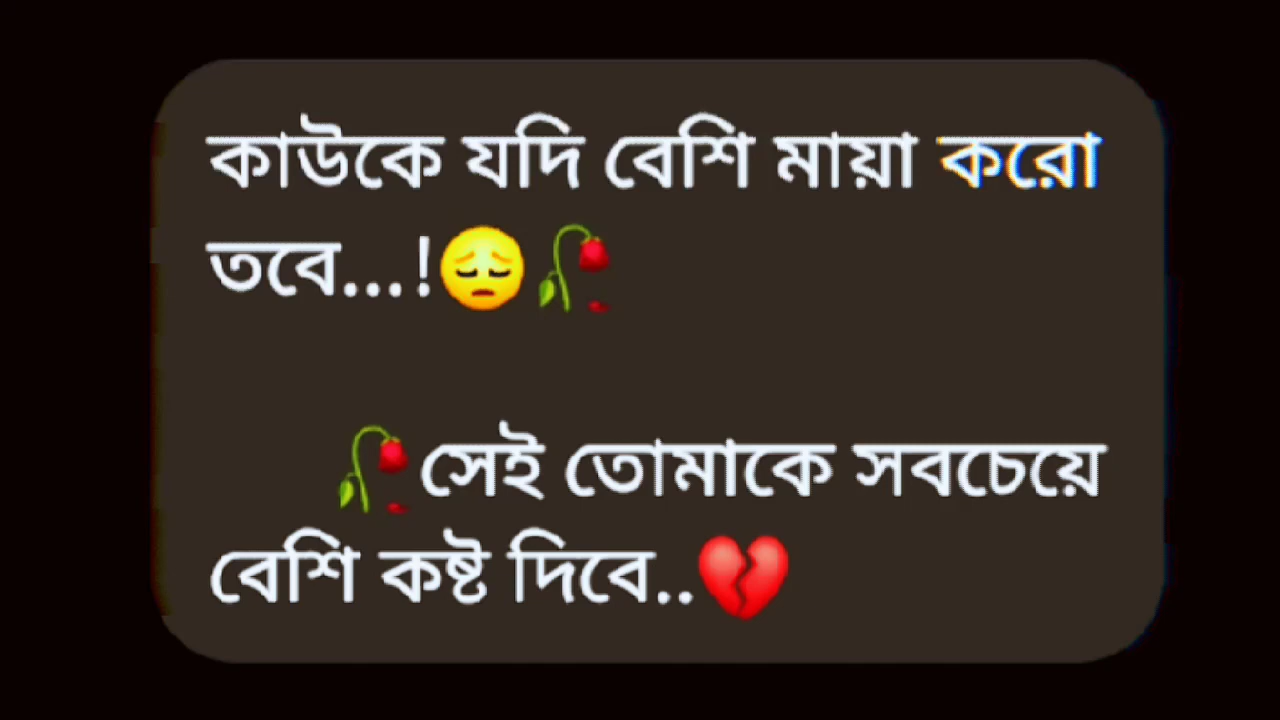 কাউকে যদি বেশি মায়া করো
তবে...!😔🥀
🥀সেই তোমাকে সবচেয়ে
বেশি কষ্ট দিবে..💔